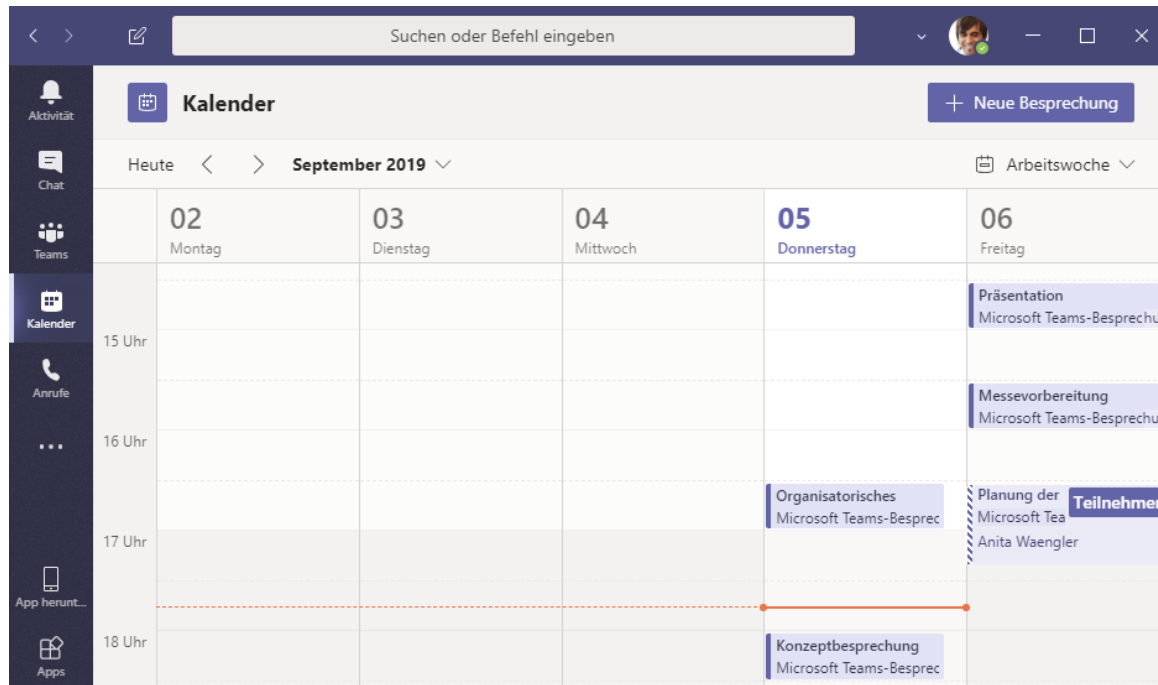 Suchen oder Befehl eingeben
Aktivität
Chat
Teams
Kalender
Anrufe
App herunt...
Apps
Kalender
Neue Besprechung
Heute
September 2019
Arbeitswoche
02
Montag
03
Dienstag
04
Mittwoch
05
Donnerstag
06
Freitag
15 Uhr
16 Uhr
17 Uhr
18 Uhr
Organisatorisches
Microsoft Teams-Besprec
Konzeptbesprechung
Microsoft Teams-Besprec
Präsentation
Microsoft Teams-Besprechu
Messevorbereitung
Microsoft Teams-Besprechu
Planung der
Microsoft Tea
Anita Waengler
Teilnehmen